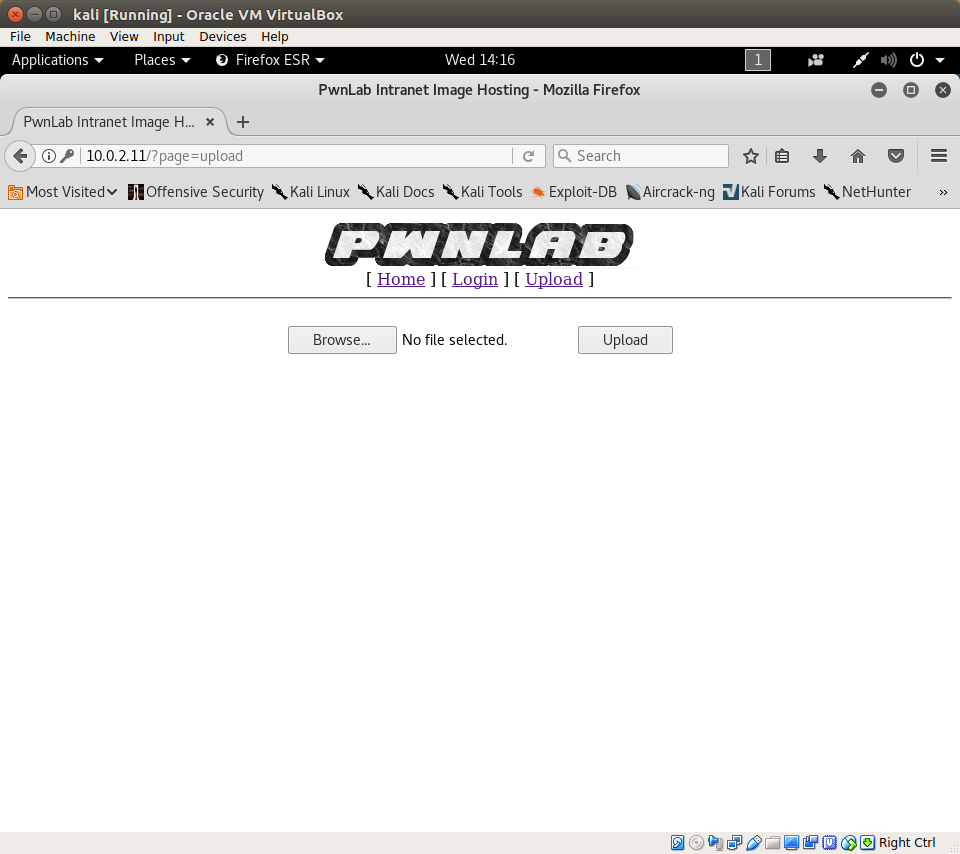 kali [Running] - Oracle VM VirtualBox
File Machine View Input Devices Help
Applications Places Firefox ESR Wed 14:16 1
PwnLab Intranet Image Hosting - Mozilla Firefox
PwnLab Intranet Image H...
10.0.2.11/?page=upload Search
Most Visited Offensive Security Kali Linux Kali Docs Kali Tools Exploit-DB Aircrack-ng Kali Forums NetHunter »
PWNLAB
[ Home ] [ Login ] [ Upload ]
Browse... No file selected. Upload
Right Ctrl